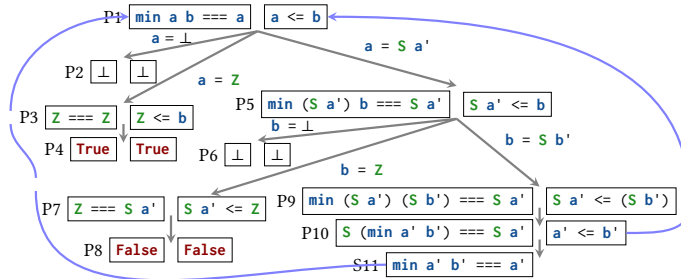 P1 min a b === a a <= b
a = ⊥
a = S a'
P2 ⊥ ⊥
a = Z
P3 Z === Z Z <= b
P5 min (S a') b === S a' S a' <= b
b = ⊥
b = S b'
P4 True True
P6 ⊥ ⊥
b = Z
P7 Z === S a' S a' <= Z
P9 min (S a') (S b') === S a' S a' <= (S b')
P10 S (min a' b') === S a' a' <= b'
P8 False False
S11 min a' b' === a'